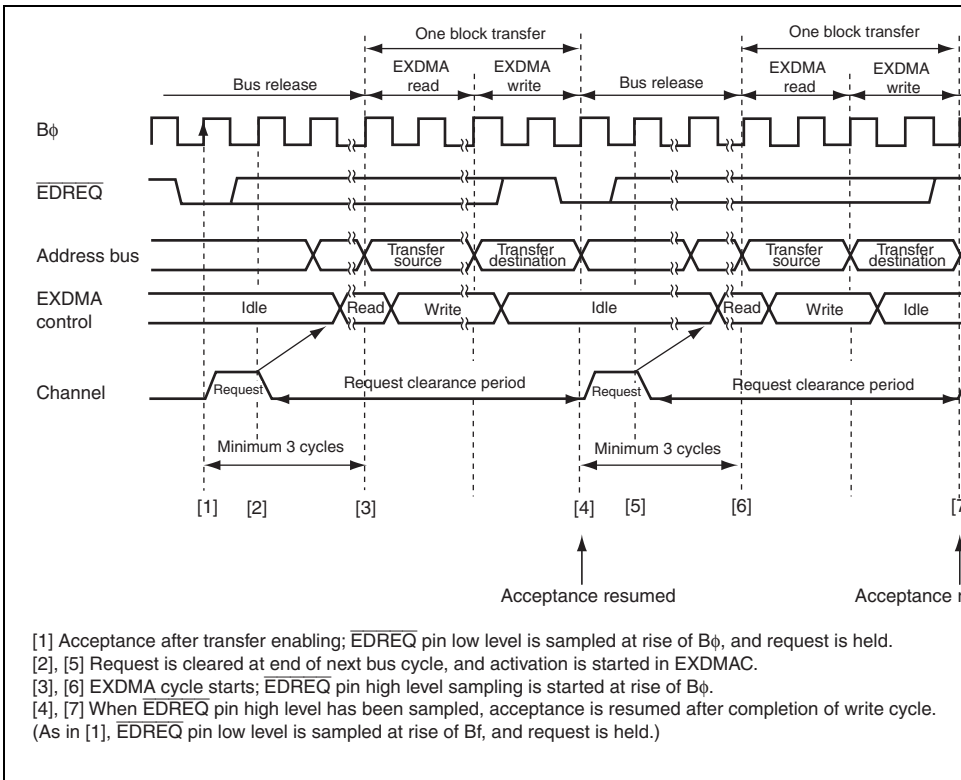 One block transfer One block transfer
EXDMA EXDMA EXDMA EXDMA
Bus release read write Bus release read write
Bϕ
EDREQ
Address bus Transfer source Transfer destination Transfer source Transfer destination
EXDMA control Idle Read Write Idle Read Write Idle
Channel Request Request clearance period Request Request clearance period
Minimum 3 cycles Minimum 3 cycles
[1] [2] [3] [4] [5] [6] [7
Acceptance resumed Acceptance r
[1] Acceptance after transfer enabling; EDREQ pin low level is sampled at rise of Bϕ, and request is held.
[2], [5] Request is cleared at end of next bus cycle, and activation is started in EXDMAC.
[3], [6] EXDMA cycle starts; EDREQ pin high level sampling is started at rise of Bϕ.
[4], [7] When EDREQ pin high level has been sampled, acceptance is resumed after completion of write cycle.
(As in [1], EDREQ pin low level is sampled at rise of Bf, and request is held.)